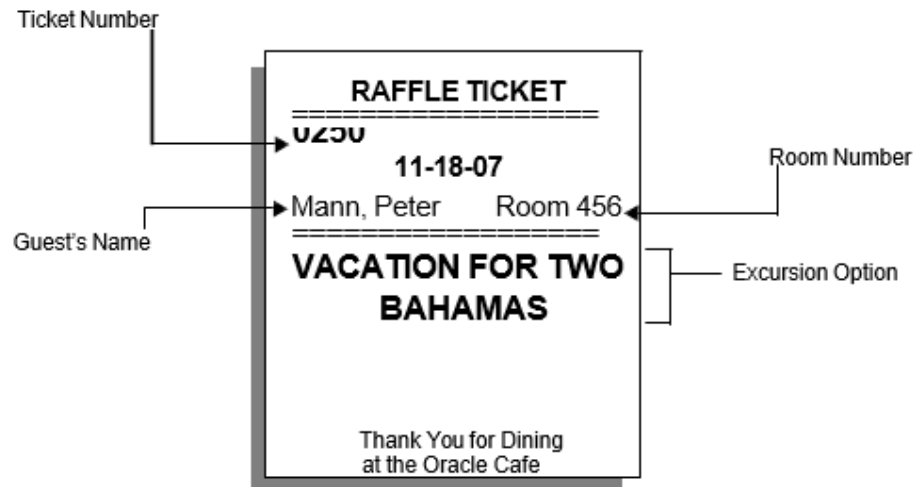 Ticket Number
RAFFLE TICKET
====================
0250
11-18-07
Room Number
Mann, Peter Room 456
====================
Guest's Name
VACATION FOR TWO
BAHAMAS
Excursion Option
Thank You for Dining
at the Oracle Cafe